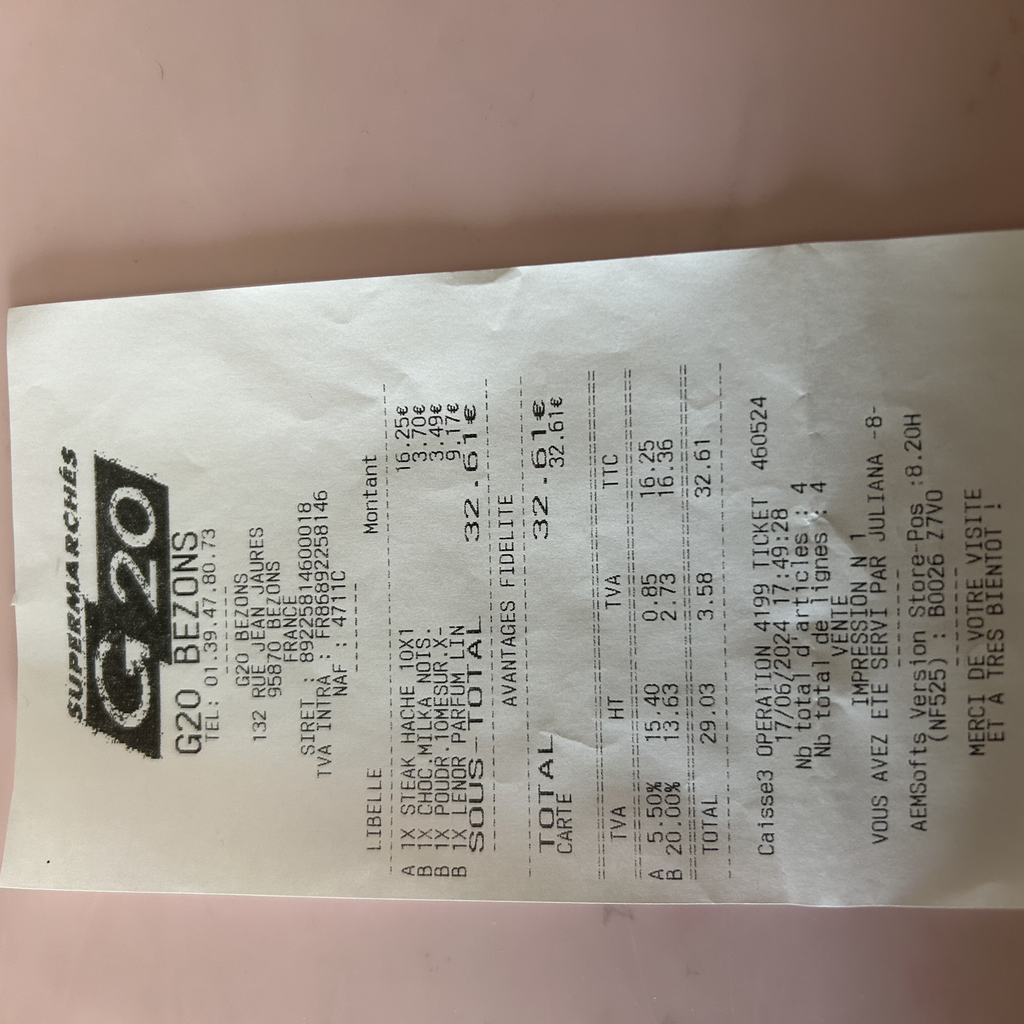 SUPERMARCHÉS
G20
G20 BEZONS
TEL: 01.39.47.80.73
G20 BEZONS
132 RUE JEAN JAURES
95870 BEZONS
FRANCE
SIRET : 89225814600018
TVA INTRA : FR86892258146
NAF : 4711C
LIBELLE Montant
A 1X STEAK HACHE 10X1 16.25€
B 1X CHOC.MILKA NOIS. 3.70€
B 1X POUDR.10MESUR.X 3.49€
B 1X LENOR PARFUM LIN 9.17€
SOUS-TOTAL 32.61€
AVANTAGES FIDELITE
TOTAL 32.61€
CARTE 32.61€
TVA HT TVA TTC
A 5.50% 15.40 0.85 16.25
B 20.00% 13.63 2.73 16.36
TOTAL 29.03 3.58 32.61
Caisse3 OPERATION 4199 TICKET 460524
17/06/2024 17:49:28
Nb total d'articles : 4
Nb total de lignes : 4
VENTE
IMPRESSION N 1
VOUS AVEZ ETE SERVI PAR JULIANA -8-
AEMSofts Version Store-Pos :8.20H
(NF525) : B0026 Z7V0
MERCI DE VOTRE VISITE
ET A TRES BIENTOT !